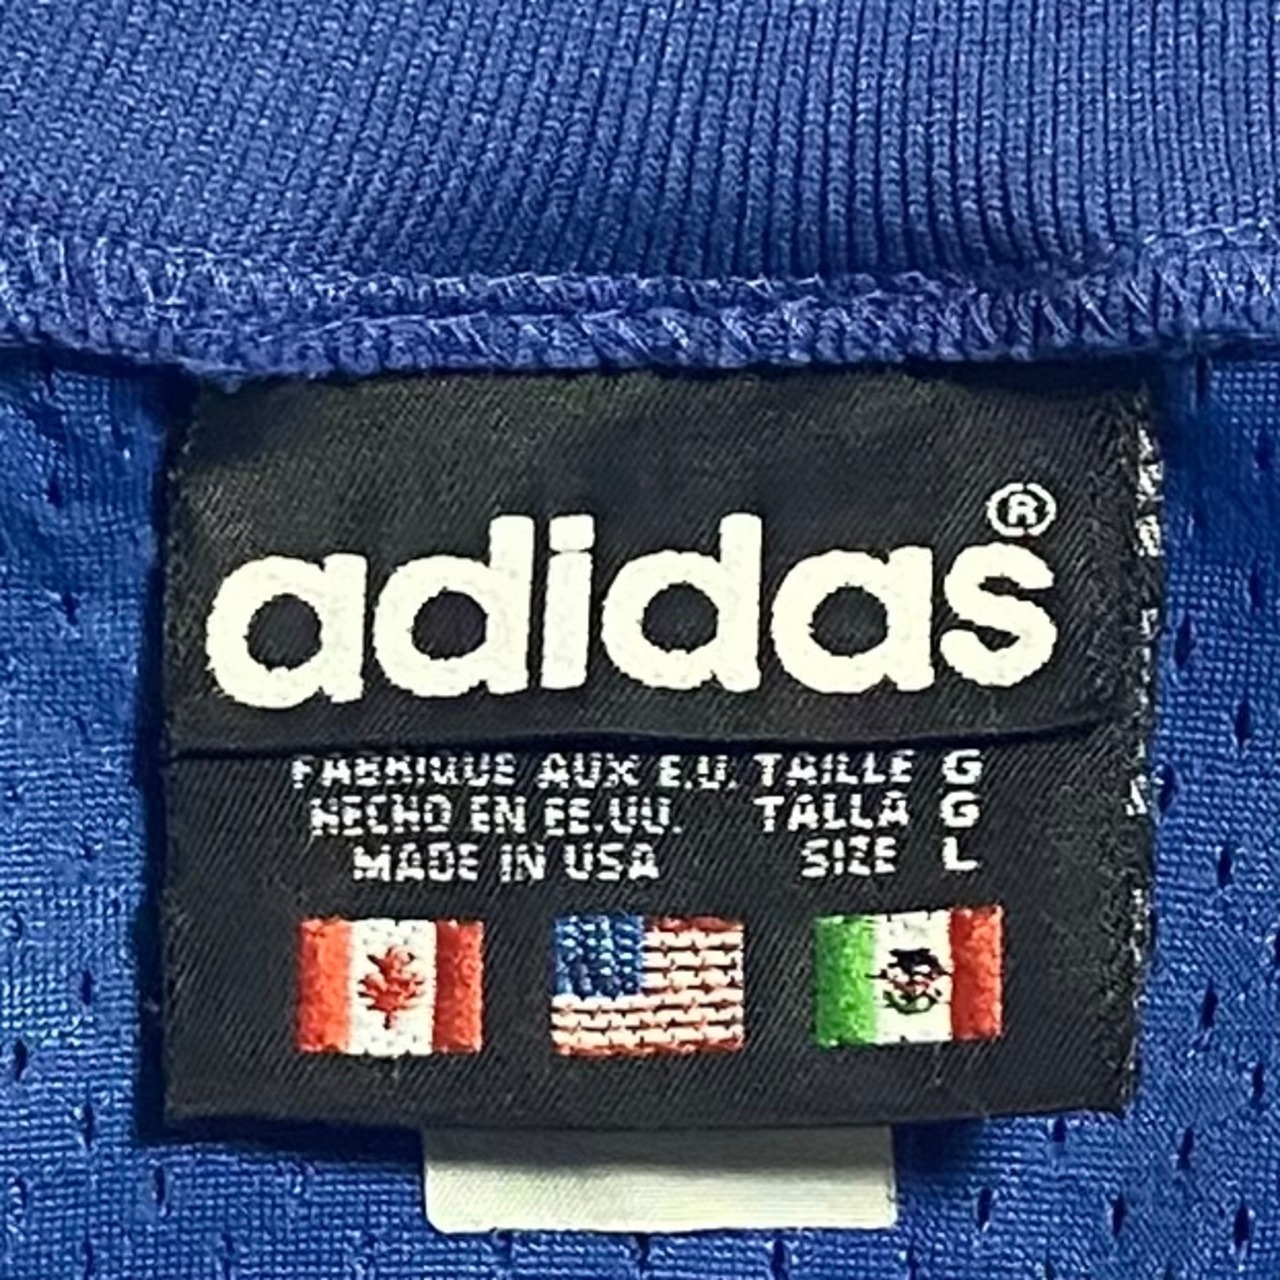 adidas®
FABRIQUE AUX E.U. TAILLE G
HECHO EN EE.UU. TALLA G
MADE IN USA SIZE L